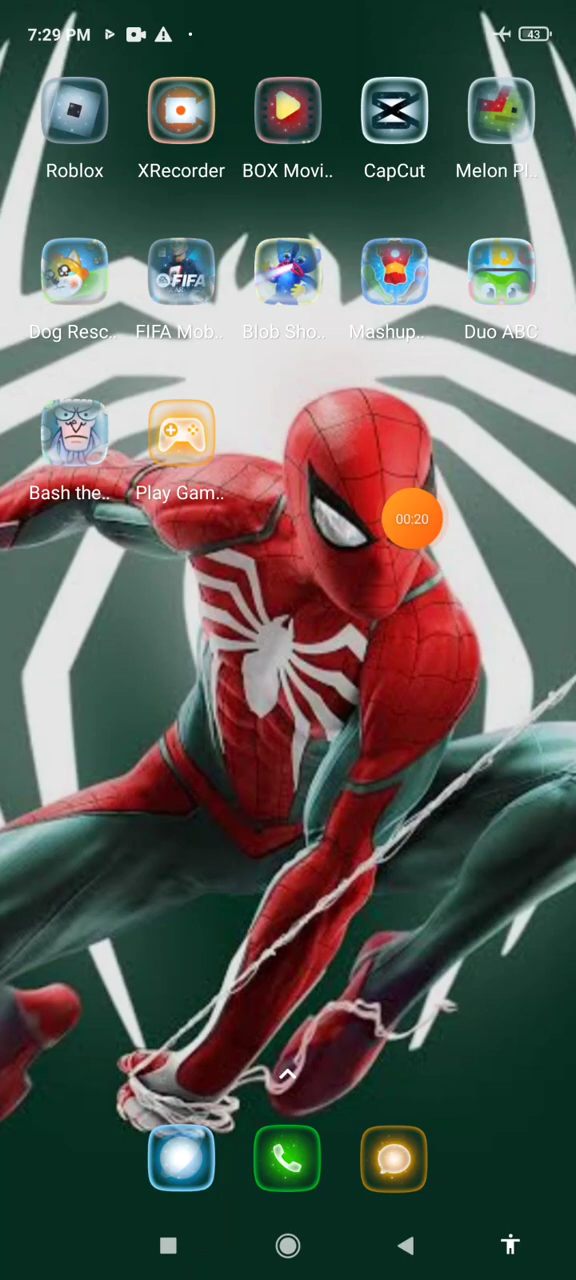 7:29 PM
43
Roblox
XRecorder
BOX Movi..
CapCut
Melon Pl..
FIFA
Dog Resc..
FIFA Mob..
Blob Sho..
Mashup..
Duo ABC
Bash the..
Play Gam..
00:20